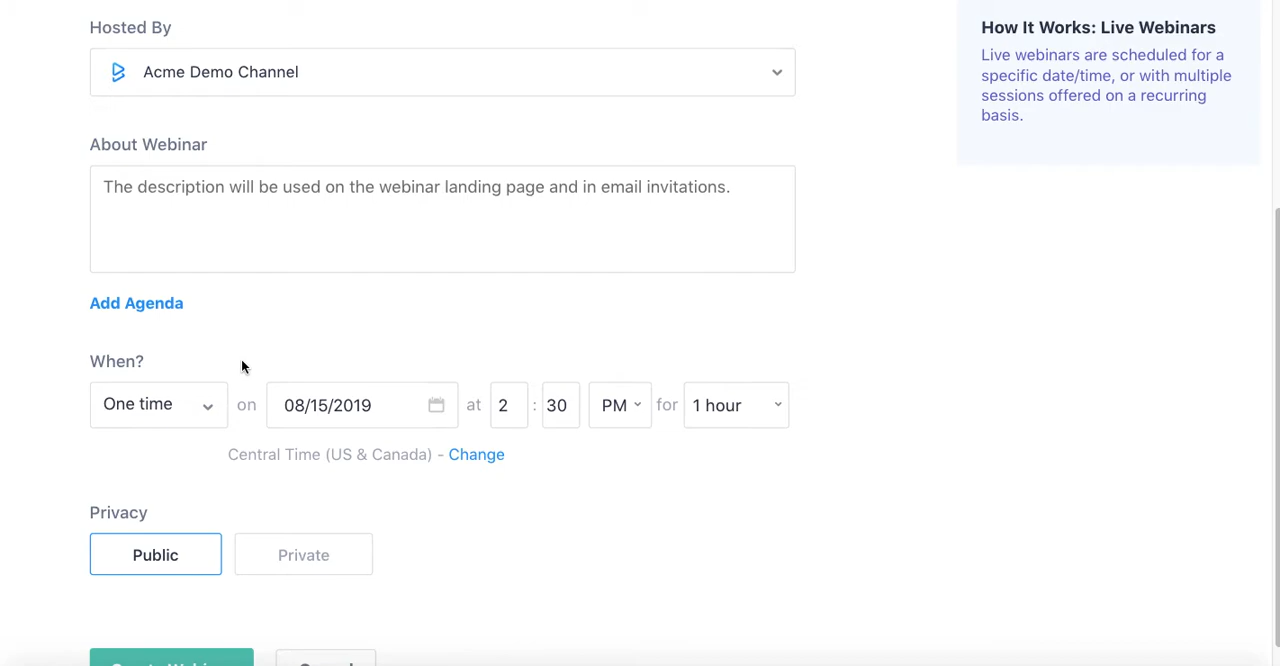 Hosted By
Acme Demo Channel
About Webinar
The description will be used on the webinar landing page and in email invitations.
Add Agenda
When?
One time on 08/15/2019 at 2 : 30 PM for 1 hour
Central Time (US & Canada) - Change
Privacy
Public Private
How It Works: Live Webinars
Live webinars are scheduled for a
specific date/time, or with multiple
sessions offered on a recurring
basis.